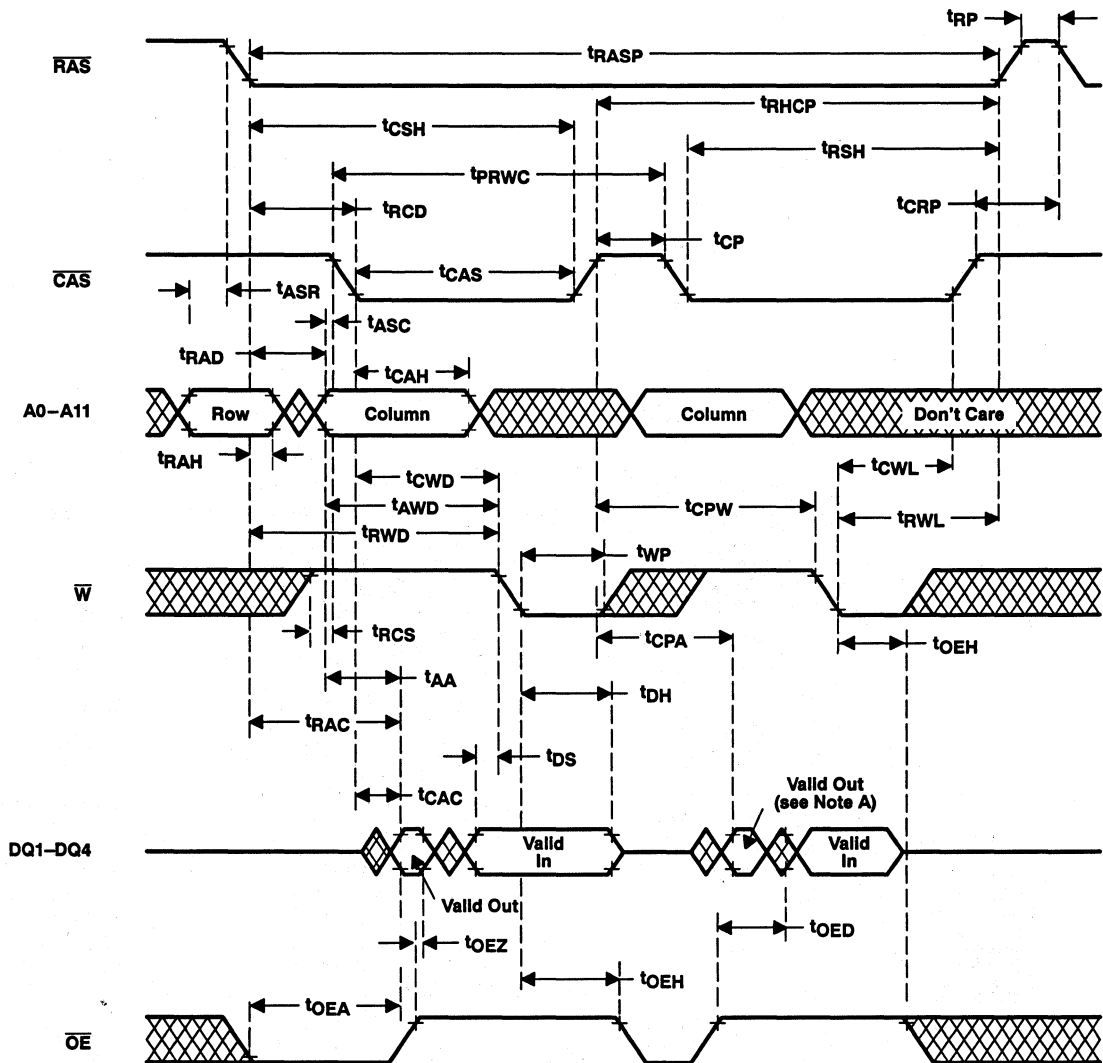 tRP
RAS
tRASP
tRHCP
tCSH
tRSH
tPRWC
tRCD
tCRP
tCP
CAS
tCAS
tASR
tASC
tRAD
tCAH
A0–A11
Row
Column
Column
Don't Care
tRAH
tCWD
tCWL
tAWD
tCPW
tRWD
tRWL
tWP
W
tRCS
tCPA
tOEH
tAA
tDH
tRAC
tDS
tCAC
Valid Out
(see Note A)
DQ1–DQ4
Valid
In
Valid
In
Valid Out
tOEZ
tOED
tOEH
tOEA
OE